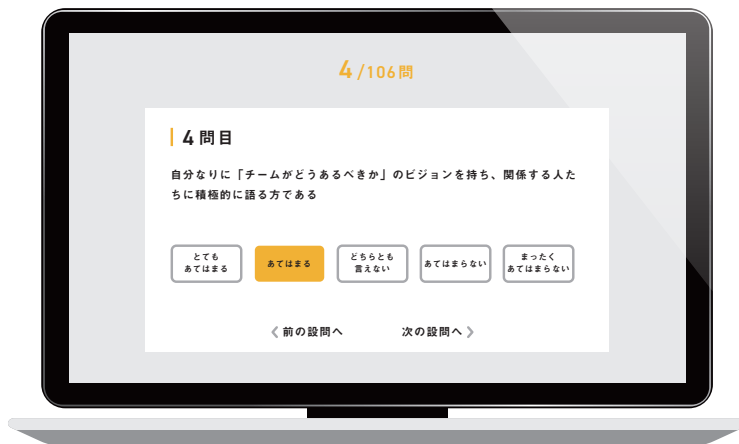 4/106問
4問目
自分なりに「チームがどうあるべきか」のビジョンを持ち、関係する人た
ちに積極的に語る方である
とても
あてはまる
あてはまる
どちらとも
言えない
あてはまらない
まったく
あてはまらない
前の設問へ
次の設問へ